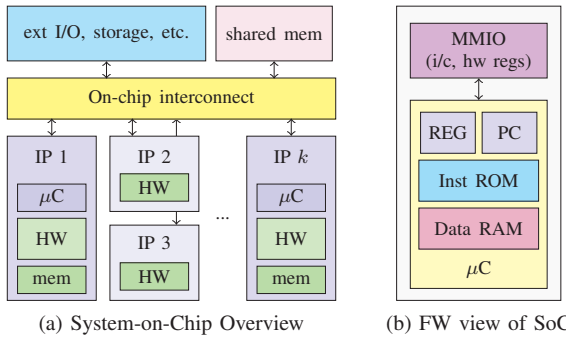 ext I/O, storage, etc.
shared mem
On-chip interconnect
IP 1
μC
HW
mem
IP 2
HW
IP 3
HW
...
IP k
μC
HW
mem
(a) System-on-Chip Overview
MMIO
(i/c, hw regs)
REG
PC
Inst ROM
Data RAM
μC
(b) FW view of SoC